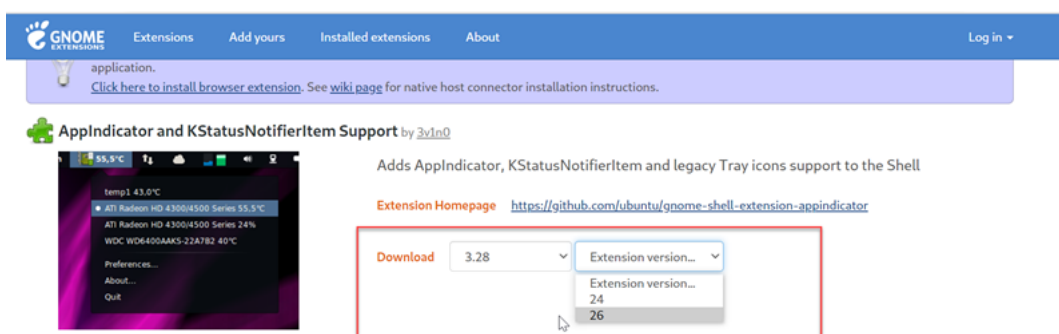 GNOME EXTENSIONS Extensions Add yours Installed extensions About Log in
application.
Click here to install browser extension. See wiki page for native host connector installation instructions.
AppIndicator and KStatusNotifierItem Support by 3v1n0
55,5°C
temp1 43.0°C
ATI Radeon HD 4300/4500 Series 55,5°C
ATI Radeon HD 4300/4500 Series 24%
WDC WD6400AAKS-22A7B2 40°C
Preferences...
About...
Quit
Adds AppIndicator, KStatusNotifierItem and legacy Tray icons support to the Shell
Extension Homepage https://github.com/ubuntu/gnome-shell-extension-appindicator
Download 3.28 Extension version...
Extension version...
24
26